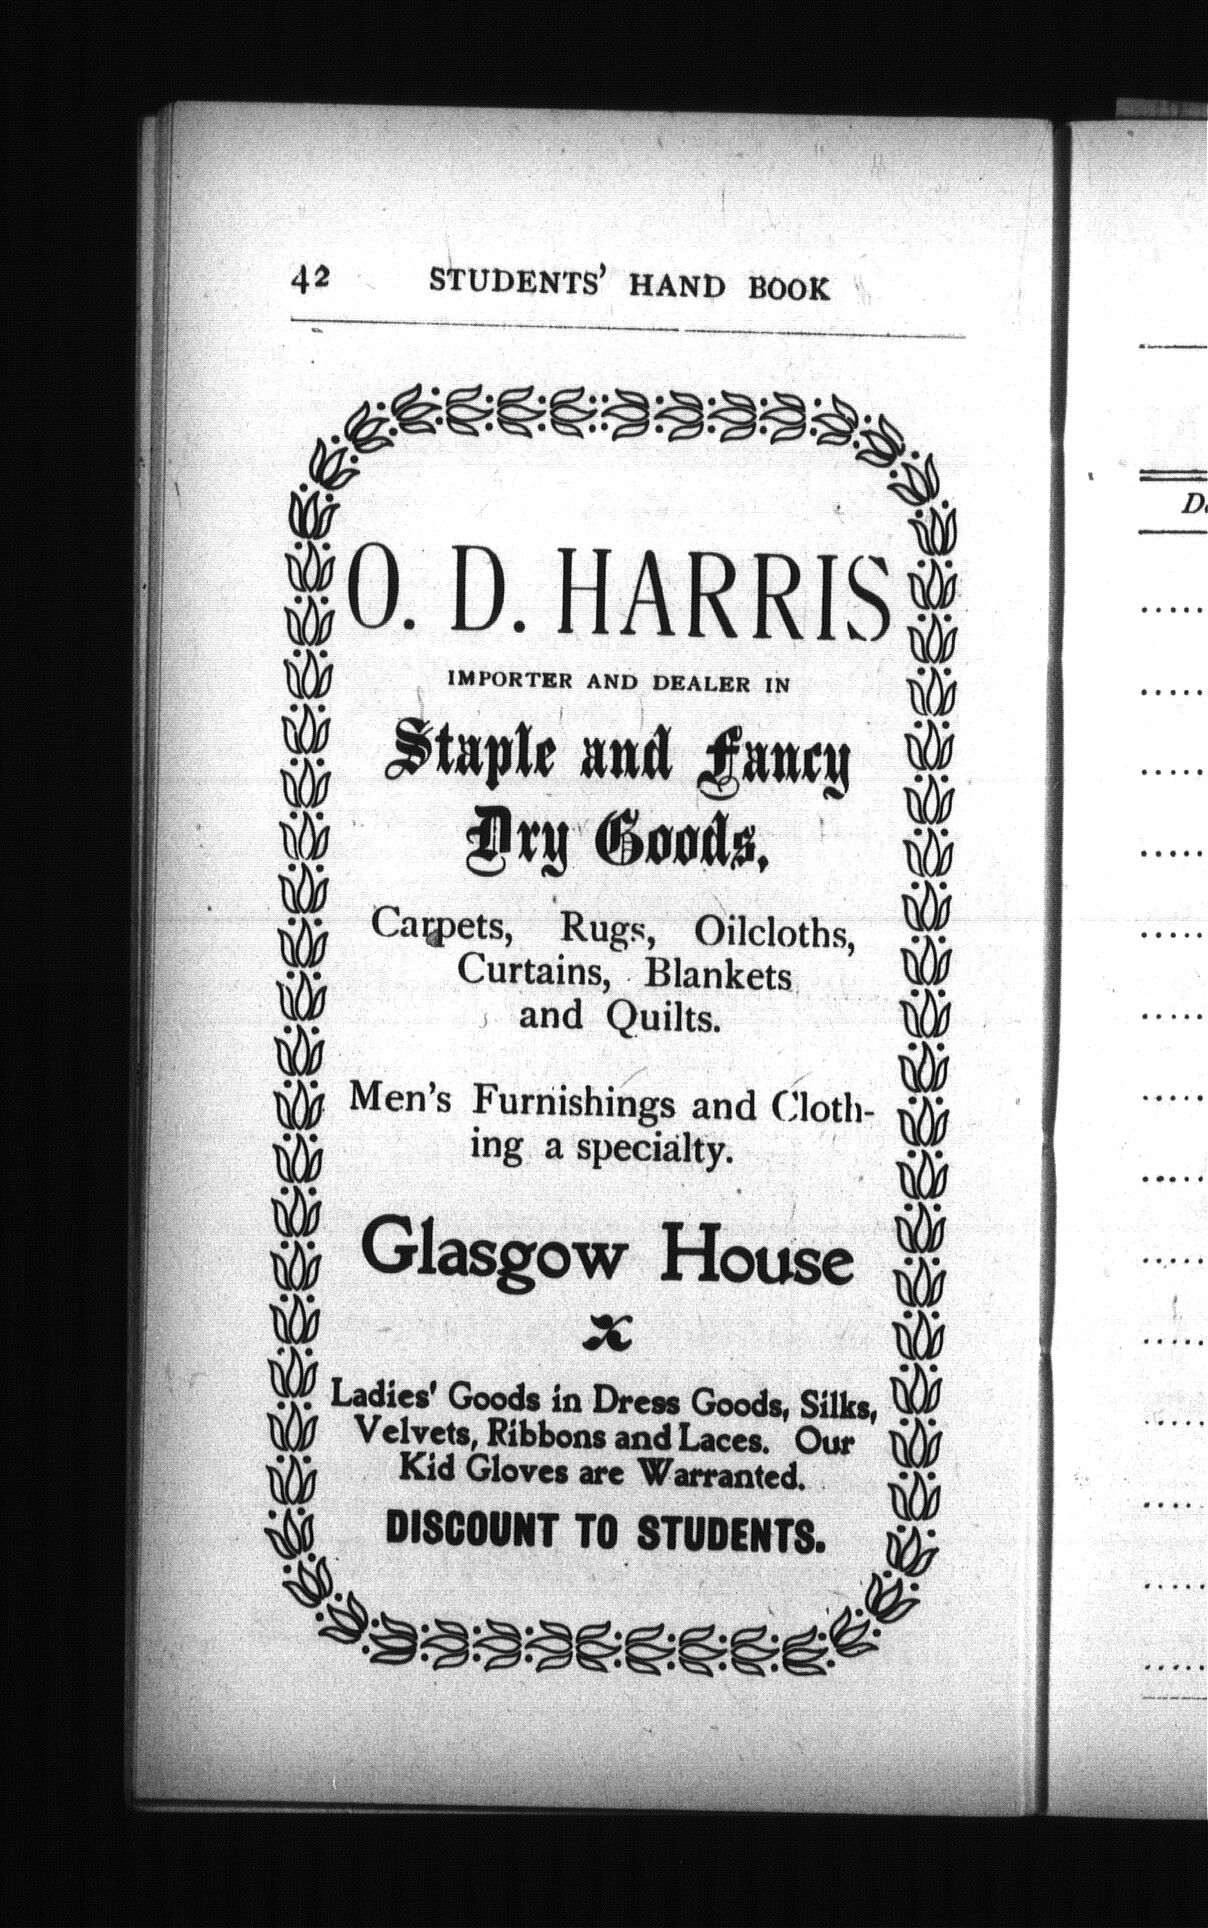 42 STUDENTS' HAND BOOK
O. D. HARRIS
IMPORTER AND DEALER IN
Staple and Fancy
Dry Goods,
Carpets, Rugs, Oilcloths,
Curtains, Blankets
and Quilts.
Men's Furnishings and Cloth-
ing a specialty.
Glasgow House
Ladies' Goods in Dress Goods, Silks,
Velvets, Ribbons and Laces. Our
Kid Gloves are Warranted.
DISCOUNT TO STUDENTS.